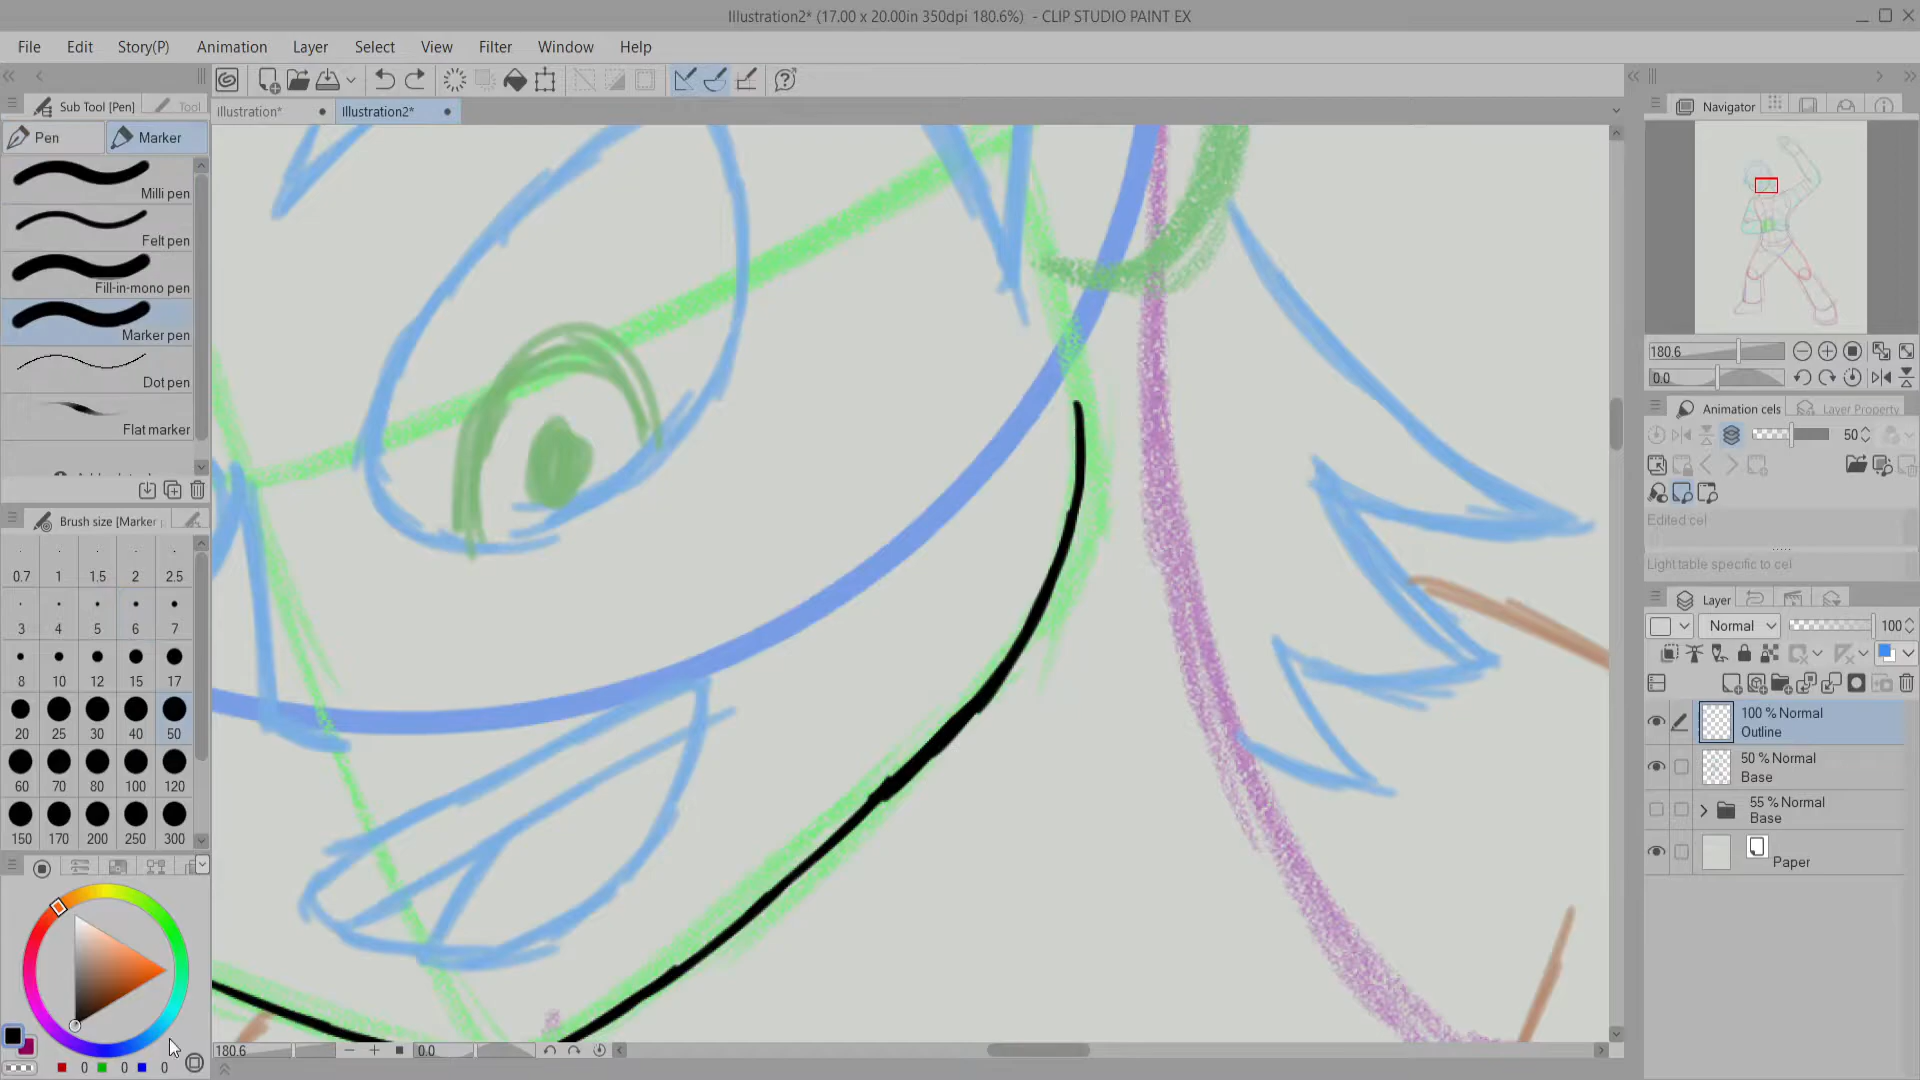 Illustration2* (17.00 x 20.00in 350dpi 180.6%) - CLIP STUDIO PAINT EX
File Edit Story(P) Animation Layer Select View Filter Window Help
Illustration* Illustration2*
Sub Tool [Pen] Tool
Pen Marker
Milli pen
Felt pen
Fill-in-mono pen
Marker pen
Dot pen
Flat marker
Brush size [Marker
0.7 1 1.5 2 2.5
3 4 5 6 7
8 10 12 15 17
20 25 30 40 50
60 70 80 100 120
150 170 200 250 300
0 0 0
180.6 0.0
Navigator
180.6
0.0
Animation cels Layer Property
50
Edited cel
Light table specific to cel
Layer
Normal 100
100 % Normal
Outline
50 % Normal
Base
55 % Normal
Base
Paper